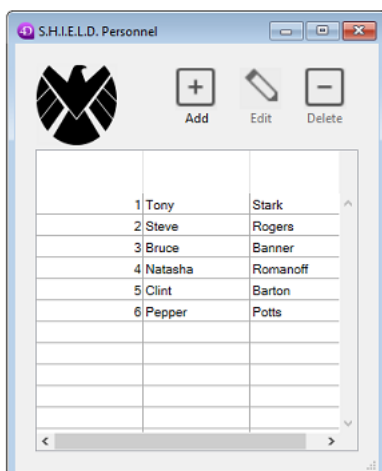 4D S.H.I.E.L.D. Personnel
Add Edit Delete
1 Tony Stark
2 Steve Rogers
3 Bruce Banner
4 Natasha Romanoff
5 Clint Barton
6 Pepper Potts